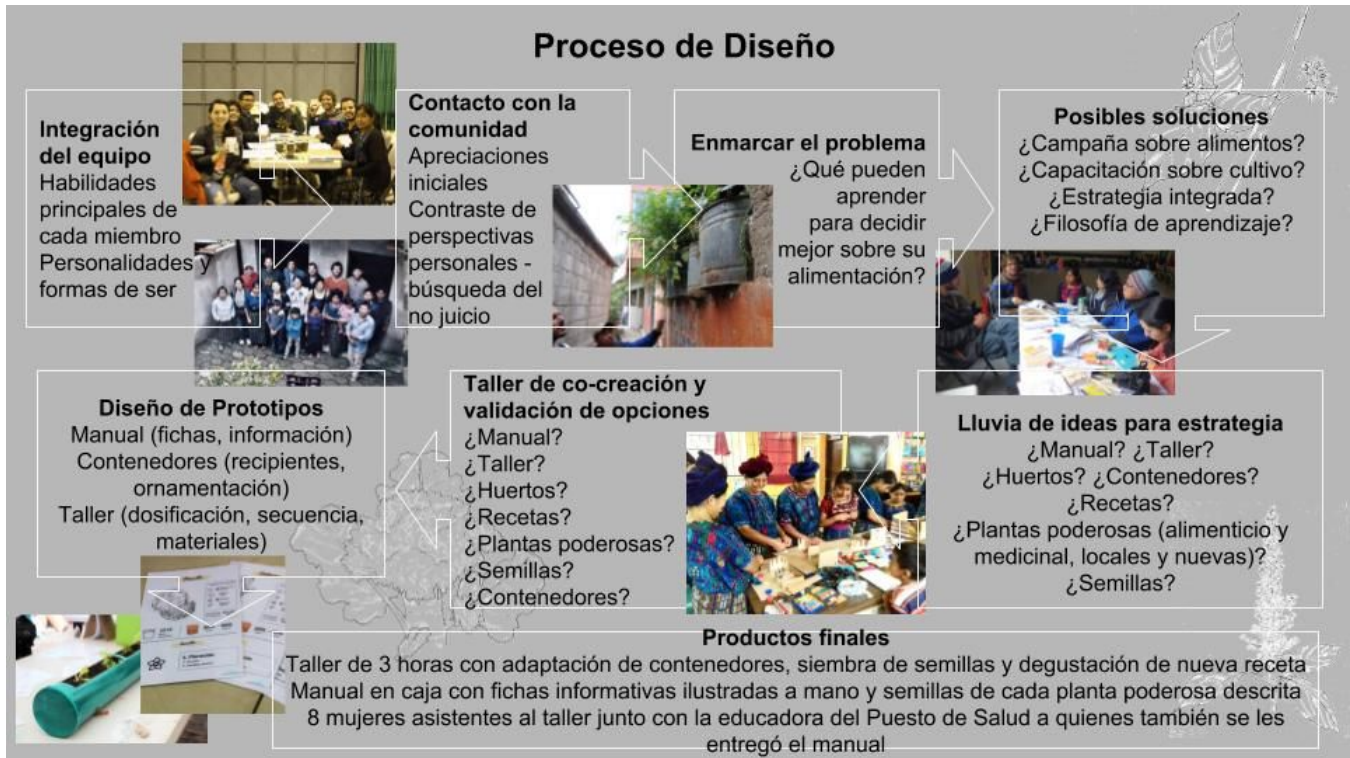 Proceso de Diseño
Integración
del equipo
Habilidades
principales de
cada miembro
Personalidades y
formas de ser
Contacto con la
comunidad
Apreciaciones
iniciales
Contraste de
perspectivas
personales -
búsqueda del
no juicio
Enmarcar el problema
¿Qué pueden
aprender
para decidir
mejor sobre su
alimentación?
Posibles soluciones
¿Campaña sobre alimentos?
¿Capacitación sobre cultivo?
¿Estrategia integrada?
¿Filosofía de aprendizaje?
Lluvia de ideas para estrategia
¿Manual? ¿Taller?
¿Huertos? ¿Contenedores?
¿Recetas?
¿Plantas poderosas (alimenticio y
medicinal, locales y nuevas)?
¿Semillas?
Taller de co-creación y
validación de opciones
¿Manual?
¿Taller?
¿Huertos?
¿Recetas?
¿Plantas poderosas?
¿Semillas?
¿Contenedores?
Diseño de Prototipos
Manual (fichas, información)
Contenedores (recipientes,
ornamentación)
Taller (dosificación, secuencia,
materiales)
Productos finales
Taller de 3 horas con adaptación de contenedores, siembra de semillas y degustación de nueva receta
Manual en caja con fichas informativas ilustradas a mano y semillas de cada planta poderosa descrita
8 mujeres asistentes al taller junto con la educadora del Puesto de Salud a quienes también se les
entregó el manual